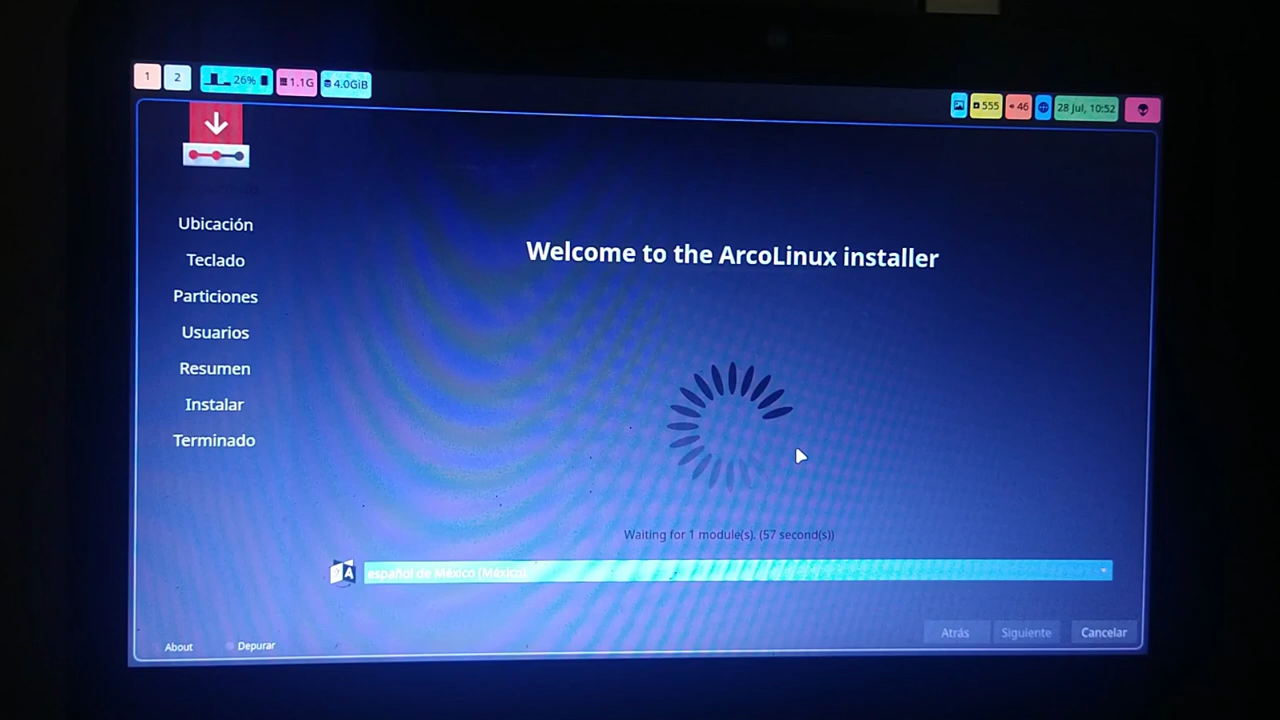 1 2 26% 1.1G 4.0GiB
555 46 28 Jul, 10:52
Ubicación
Teclado
Particiones
Usuarios
Resumen
Instalar
Terminado
Welcome to the ArcoLinux installer
Waiting for 1 module(s). (57 second(s))
español de México (México)
Atrás Siguiente Cancelar
About Depurar